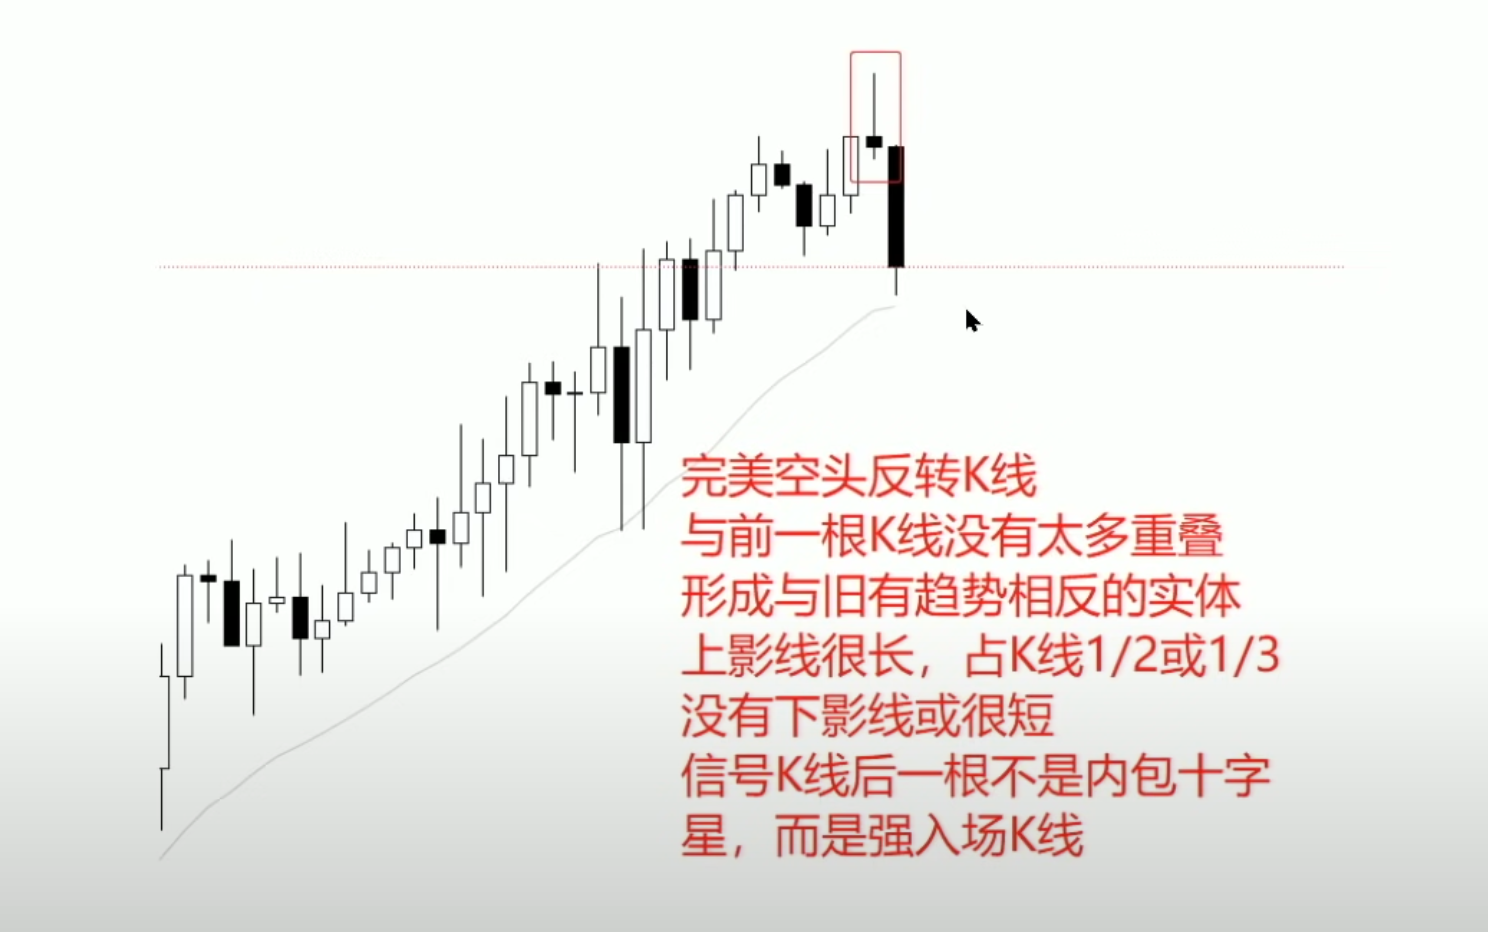 完美空头反转K线
与前一根K线没有太多重叠
形成与旧有趋势相反的实体
上影线很长，占K线1/2或1/3
没有下影线或很短
信号K线后一根不是内包十字
星，而是强入场K线